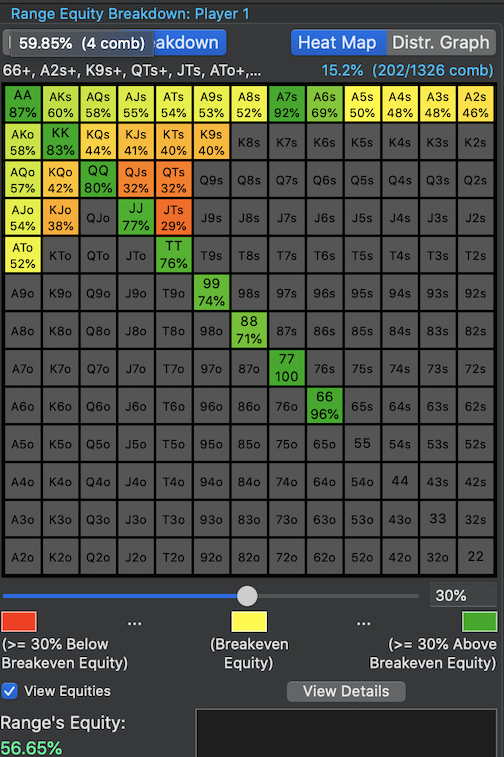 Range Equity Breakdown: Player 1
59.85% (4 comb) akdown Heat Map Distr. Graph
66+, A2s+, K9s+, QTs+, JTs, ATo+,... 15.2% (202/1326 comb)
AA AKs AQs AJs ATs A9s A8s A7s A6s A5s A4s A3s A2s
87% 60% 58% 55% 54% 53% 52% 92% 69% 50% 48% 48% 46%
AKo KK KQs KJs KTs K9s K8s K7s K6s K5s K4s K3s K2s
58% 83% 44% 41% 40% 40%
AQo KQo QQ QJs QTs Q9s Q8s Q7s Q6s Q5s Q4s Q3s Q2s
57% 42% 80% 32% 32%
AJo KJo QJo JJ JTs J9s J8s J7s J6s J5s J4s J3s J2s
54% 38% 77% 29%
ATo KTo QTo JTo TT T9s T8s T7s T6s T5s T4s T3s T2s
52% 76%
A9o K9o Q9o J9o T9o 99 98s 97s 96s 95s 94s 93s 92s
74%
A8o K8o Q8o J8o T8o 98o 88 87s 86s 85s 84s 83s 82s
71%
A7o K7o Q7o J7o T7o 97o 87o 77 76s 75s 74s 73s 72s
100
A6o K6o Q6o J6o T6o 96o 86o 76o 66 65s 64s 63s 62s
96%
A5o K5o Q5o J5o T5o 95o 85o 75o 65o 55 54s 53s 52s
A4o K4o Q4o J4o T4o 94o 84o 74o 64o 54o 44 43s 42s
A3o K3o Q3o J3o T3o 93o 83o 73o 63o 53o 43o 33 32s
A2o K2o Q2o J2o T2o 92o 82o 72o 62o 52o 42o 32o 22
30%
... ...
(>= 30% Below (Breakeven (>= 30% Above
Breakeven Equity) Equity) Breakeven Equity)
View Equities View Details
Range's Equity:
56.65%